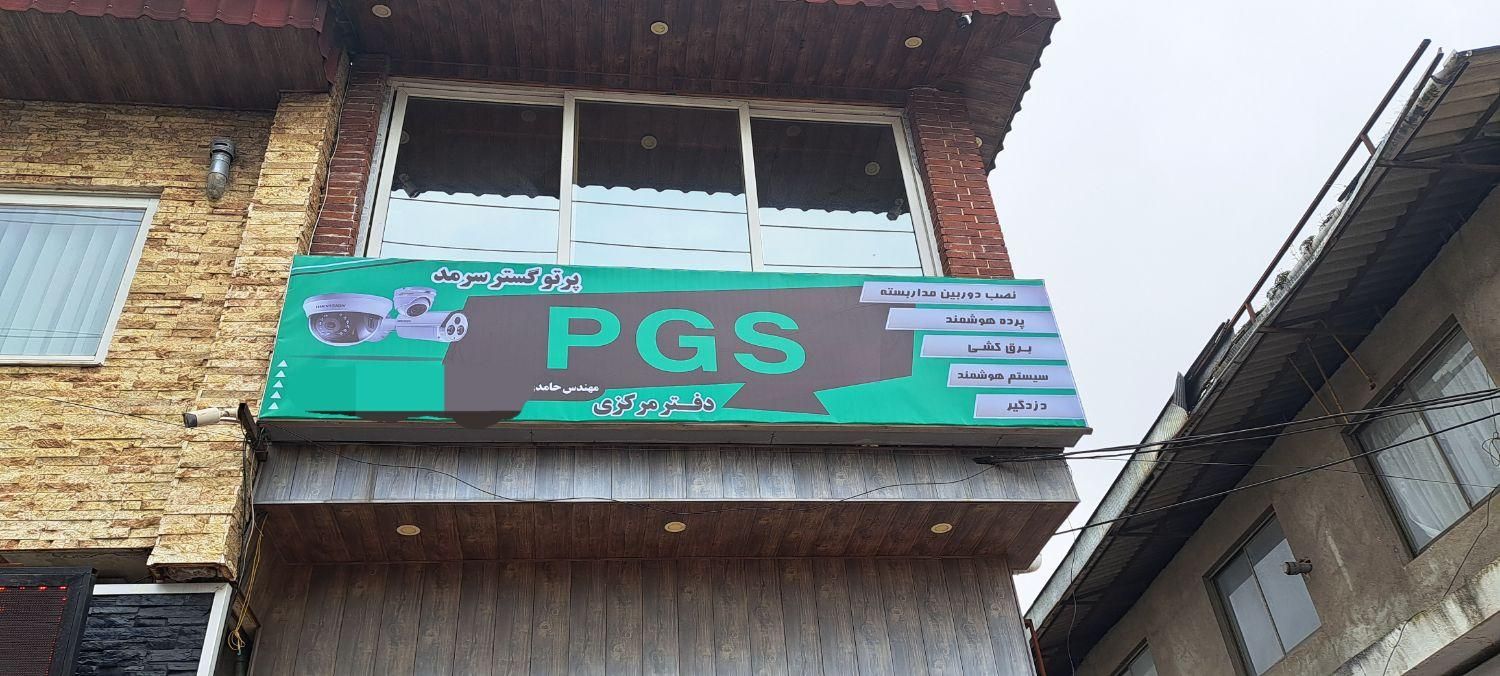 پرتو گستر سرمد
PGS
مهندس حامد
دفتر مرکزی
نصب دوربین مداربسته
پرده هوشمند
برق کشی
سیستم هوشمند
دزدگیر
HIKVISION